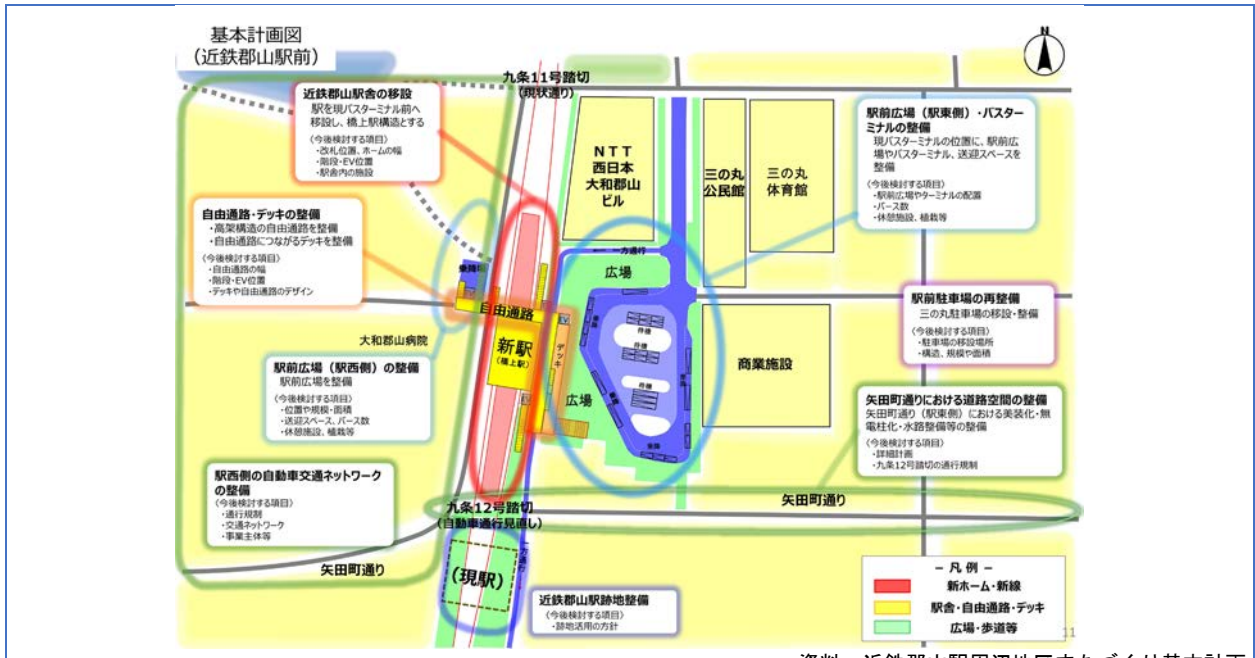 基本計画図
(近鉄郡山駅前)
N
九条11号踏切
(現状通り)
近鉄郡山駅舎の移設
駅を現バスターミナル前へ
移設し、橋上駅構造とする
〈今後検討する項目〉
・改札位置、ホームの幅
・階段・EV位置
・駅舎内の施設
自由通路・デッキの整備
・高架構造の自由通路を整備
・自由通路につながるデッキを整備
〈今後検討する項目〉
・自由通路の幅
・階段・EV位置
・デッキや自由通路のデザイン
大和郡山病院
駅前広場（駅西側）の整備
駅前広場を整備
〈今後検討する項目〉
・位置や規模・面積
・送迎スペース、バース数
・休憩施設、植栽等
駅西側の自動車交通ネットワーク
の整備
〈今後検討する項目〉
・通行規制
・交通ネットワーク
・事業主体等
矢田町通り
NTT
西日本
大和郡山
ビル
三の丸
公民館
三の丸
体育館
一方通行
広場
乗降場
自由通路
新駅
(橋上駅)
デッキ
広場
待機
待機
待機
商業施設
九条12号踏切
(自動車通行見直し)
一方通行
(現駅)
近鉄郡山駅跡地整備
〈今後検討する項目〉
・跡地活用の方針
駅前広場（駅東側）・バスター
ミナルの整備
現バスターミナルの位置に、駅前広
場やバスターミナル、送迎スペースを
整備
〈今後検討する項目〉
・駅前広場やターミナルの配置
・バース数
・休憩施設、植栽等
駅前駐車場の再整備
三の丸駐車場の移設・整備
〈今後検討する項目〉
・駐車場の移設場所
・構造、規模や面積
矢田町通りにおける道路空間の整備
矢田町通り（駅東側）における美装化・無
電柱化・水路整備等の整備
〈今後検討する項目〉
・詳細計画
・九条12号踏切の通行規制
矢田町通り
－ 凡 例 －
新ホーム・新線
駅舎・自由通路・デッキ
広場・歩道等
11